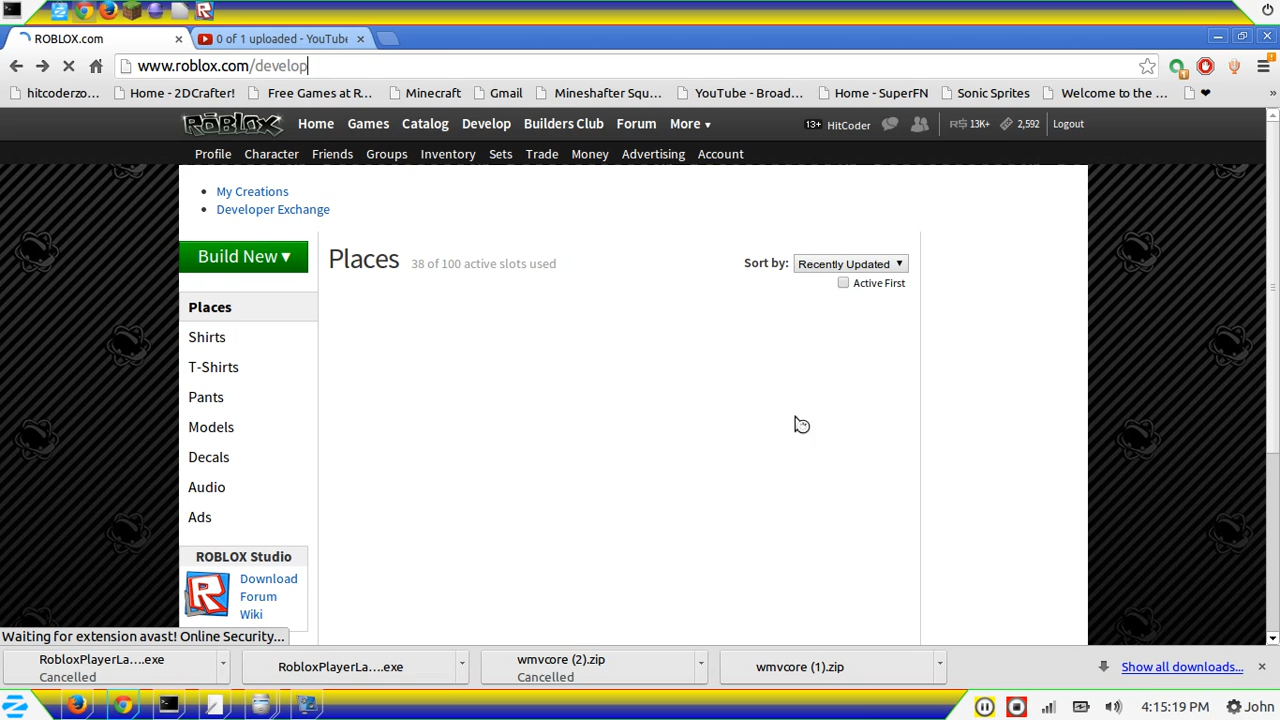 ROBLOX.com
0 of 1 uploaded - YouTube
www.roblox.com/develop
hitcoderzo...
Home - 2DCrafter!
Free Games at R...
Minecraft
Gmail
Mineshafter Squ...
YouTube - Broad...
Home - SuperFN
Sonic Sprites
Welcome to the ...
»
ROBLOX
Home
Games
Catalog
Develop
Builders Club
Forum
More ▾
13+ HitCoder
R$ 13K+
2,592
Logout
Profile
Character
Friends
Groups
Inventory
Sets
Trade
Money
Advertising
Account
• My Creations
• Developer Exchange
Build New ▾
Places
38 of 100 active slots used
Sort by:
Recently Updated
Active First
Places
Shirts
T-Shirts
Pants
Models
Decals
Audio
Ads
ROBLOX Studio
Download
Forum
Wiki
Waiting for extension avast! Online Security...
RobloxPlayerLa....exe
Cancelled
RobloxPlayerLa....exe
wmvcore (2).zip
Cancelled
wmvcore (1).zip
Show all downloads...
4:15:19 PM
John